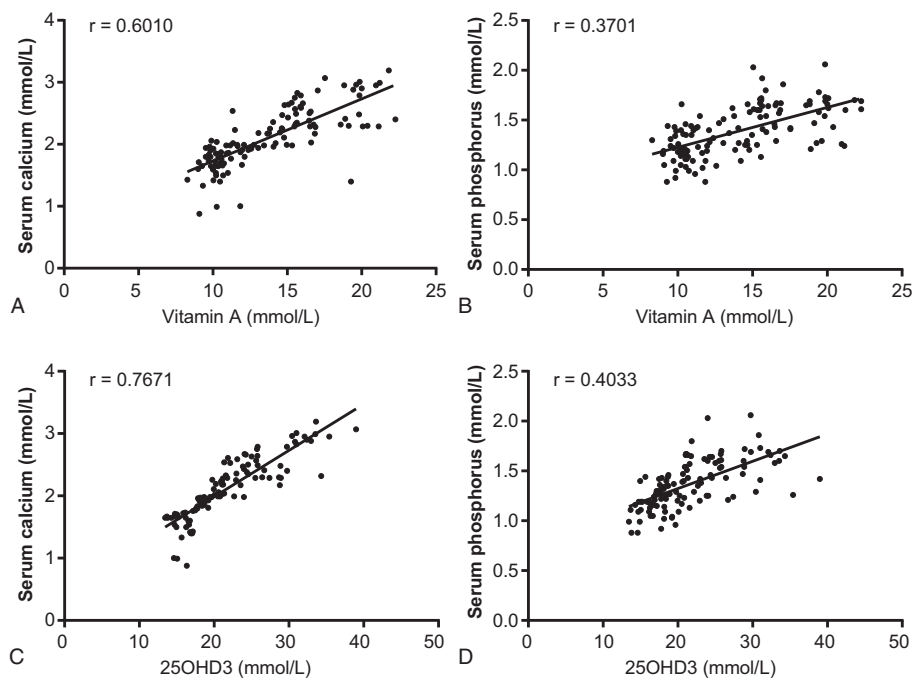 r = 0.6010
Serum calcium (mmol/L)
4
3
2
1
0
0 5 10 15 20 25
Vitamin A (mmol/L)
A
r = 0.3701
Serum phosphorus (mmol/L)
2.5
2.0
1.5
1.0
0.5
0.0
0 5 10 15 20 25
Vitamin A (mmol/L)
B
r = 0.7671
Serum calcium (mmol/L)
4
3
2
1
0
0 10 20 30 40 50
25OHD3 (mmol/L)
C
r = 0.4033
Serum phosphorus (mmol/L)
2.5
2.0
1.5
1.0
0.5
0.0
0 10 20 30 40 50
25OHD3 (mmol/L)
D